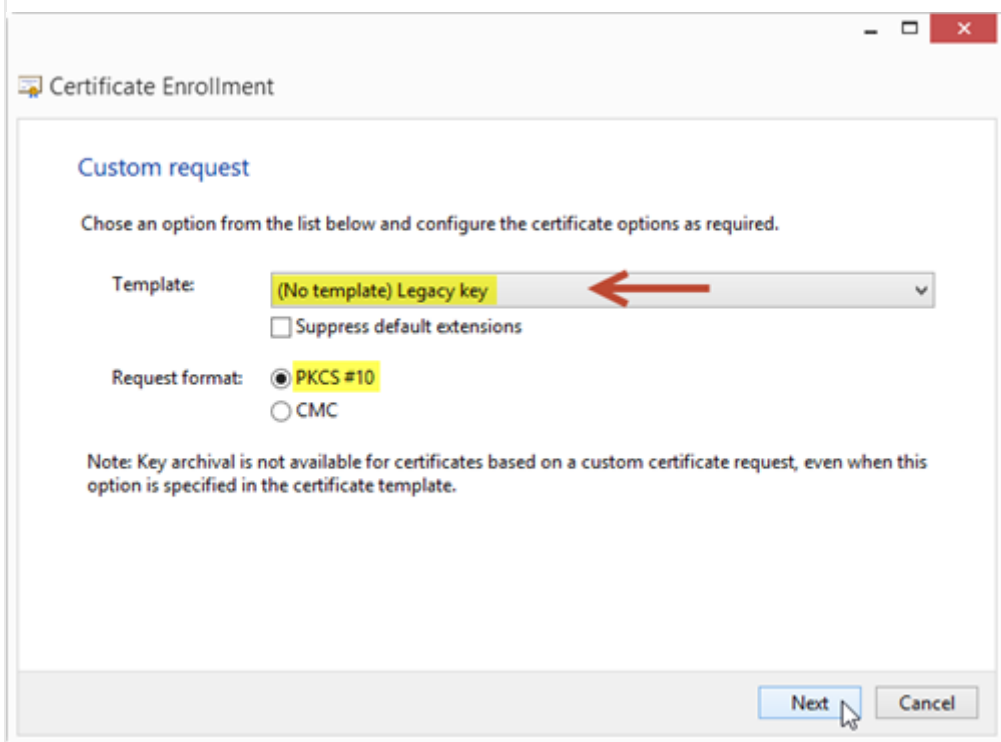 Certificate Enrollment
Custom request
Chose an option from the list below and configure the certificate options as required.
Template:
(No template) Legacy key
Suppress default extensions
Request format:
PKCS #10
CMC
Note: Key archival is not available for certificates based on a custom certificate request, even when this
option is specified in the certificate template.
Next
Cancel